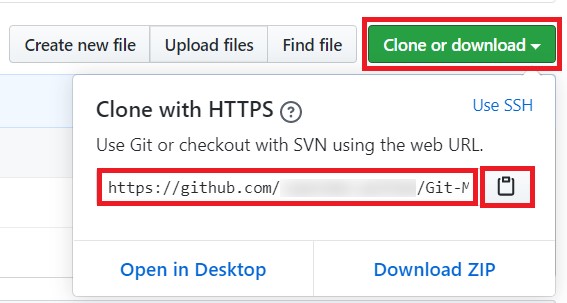 Create new file Upload files Find file Clone or download
Clone with HTTPS ? Use SSH
Use Git or checkout with SVN using the web URL.
https://github.com/ /Git-M
Open in Desktop Download ZIP